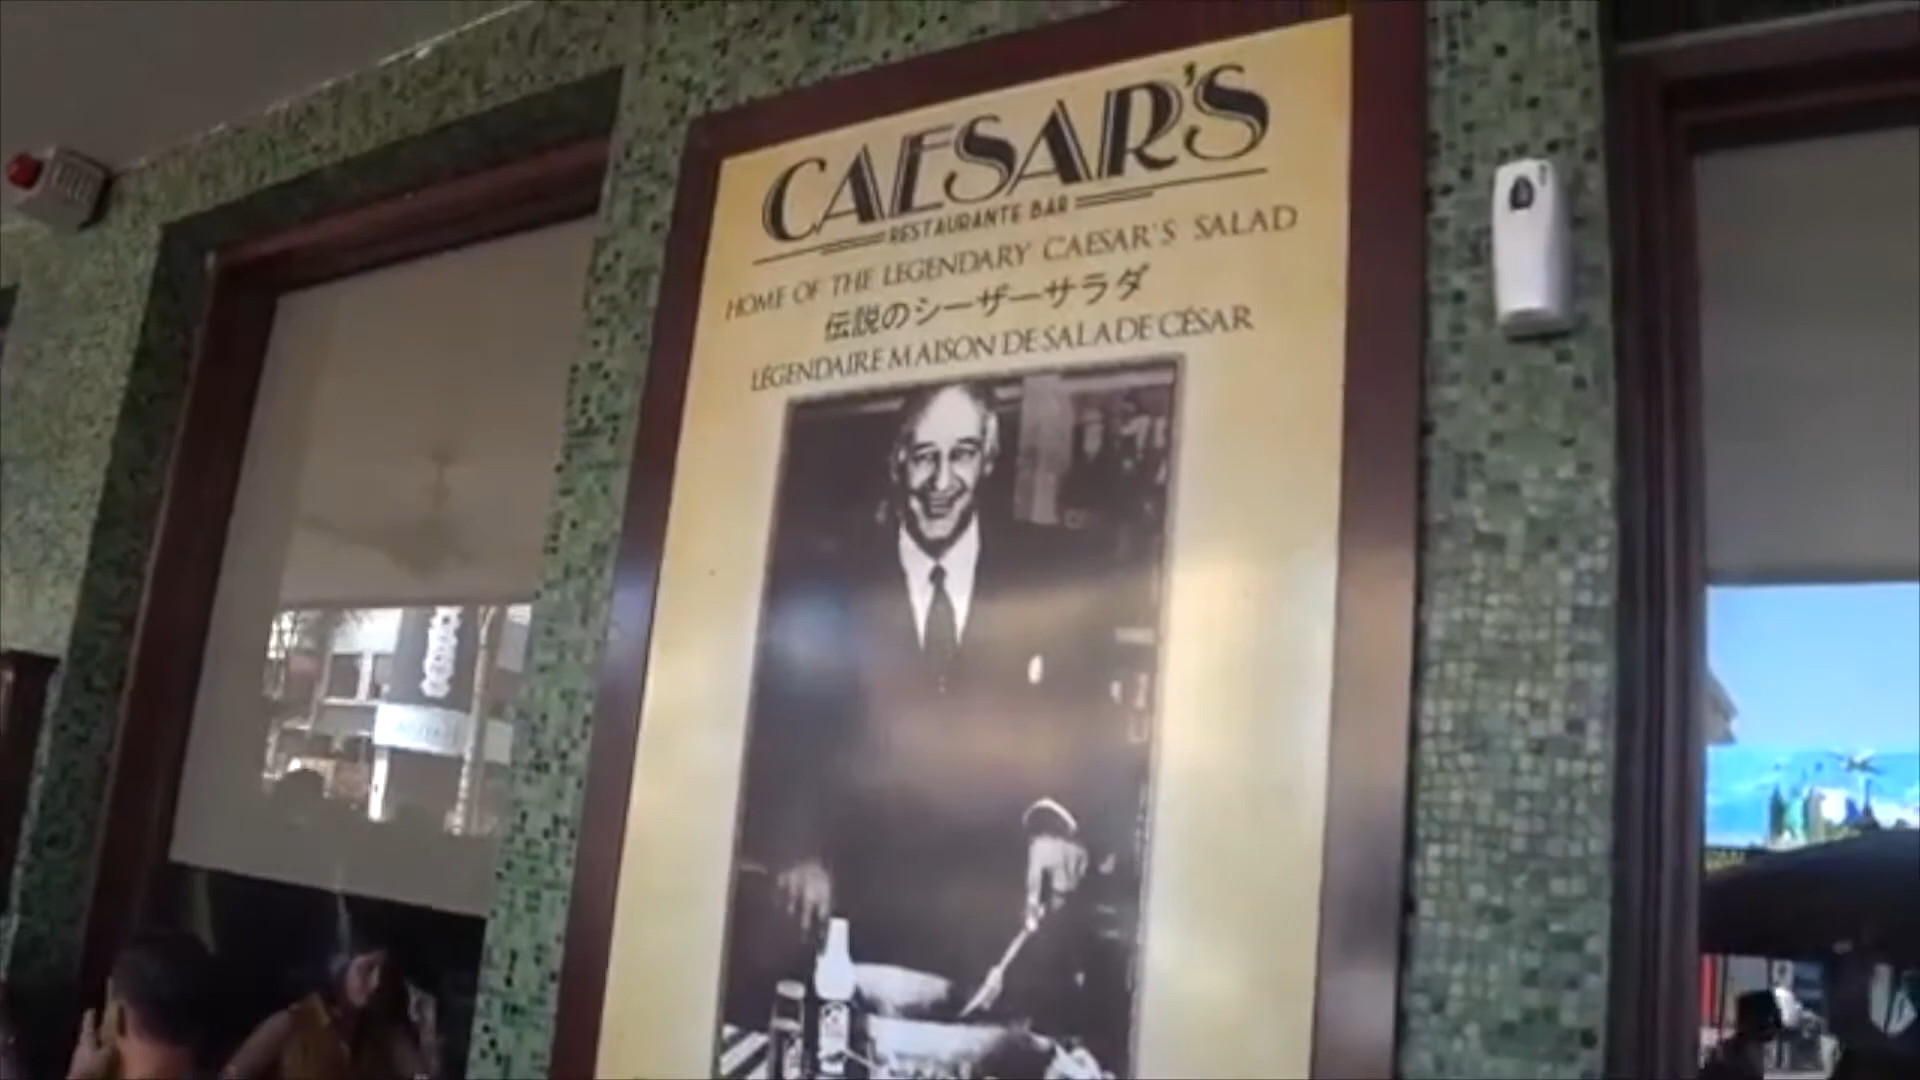 CAESAR'S
RESTAURANTE BAR
HOME OF THE LEGENDARY CAESAR'S SALAD
伝説のシーザーサラダ
LÉGENDAIRE MAISON DE SALADE CÉSAR